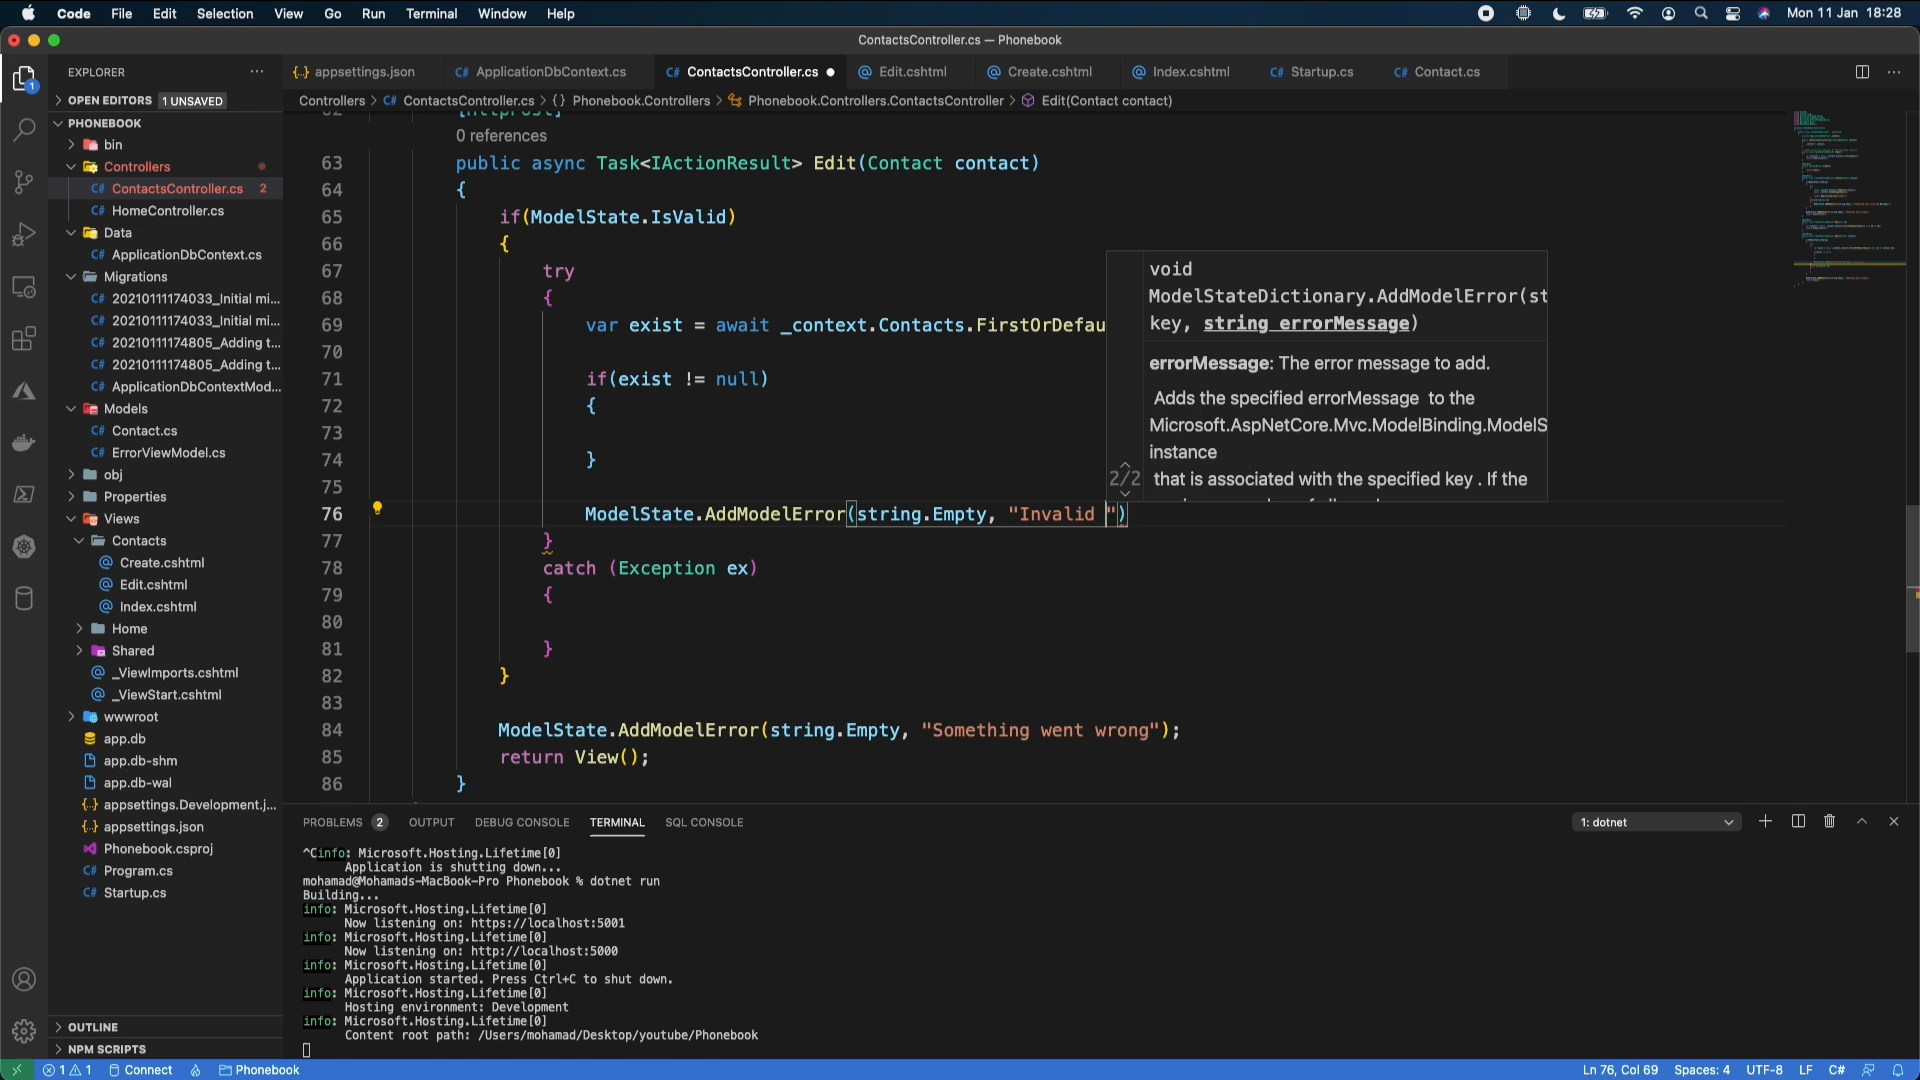 Code File Edit Selection View Go Run Terminal Window Help Mon 11 Jan 18:28
ContactsController.cs — Phonebook
EXPLORER
appsettings.json ApplicationDbContext.cs ContactsController.cs Edit.cshtml Create.cshtml Index.cshtml Startup.cs Contact.cs
OPEN EDITORS 1 UNSAVED
Controllers > ContactsController.cs > {} Phonebook.Controllers > Phonebook.Controllers.ContactsController > Edit(Contact contact)
PHONEBOOK
bin
Controllers
ContactsController.cs 2
HomeController.cs
Data
ApplicationDbContext.cs
Migrations
20210111174033_Initial mi...
20210111174033_Initial mi...
20210111174805_Adding t...
20210111174805_Adding t...
ApplicationDbContextMod...
Models
Contact.cs
ErrorViewModel.cs
obj
Properties
Views
Contacts
Create.cshtml
Edit.cshtml
Index.cshtml
Home
Shared
_ViewImports.cshtml
_ViewStart.cshtml
wwwroot
app.db
app.db-shm
app.db-wal
appsettings.Development.j...
appsettings.json
Phonebook.csproj
Program.cs
Startup.cs
OUTLINE
NPM SCRIPTS
62 [HttpPost]
0 references
63 public async Task<IActionResult> Edit(Contact contact)
64 {
65 if(ModelState.IsValid)
66 {
67 try
68 {
69 var exist = await _context.Contacts.FirstOrDefau
70
71 if(exist != null)
72 {
73
74 }
75
76 ModelState.AddModelError(string.Empty, "Invalid ")
77 }
78 catch (Exception ex)
79 {
80
81 }
82 }
83
84 ModelState.AddModelError(string.Empty, "Something went wrong");
85 return View();
86 }
void
ModelStateDictionary.AddModelError(st
key, string errorMessage)
errorMessage: The error message to add.
Adds the specified errorMessage to the
Microsoft.AspNetCore.Mvc.ModelBinding.ModelS
instance
2/2 that is associated with the specified key . If the
PROBLEMS 2 OUTPUT DEBUG CONSOLE TERMINAL SQL CONSOLE 1: dotnet
^Cinfo: Microsoft.Hosting.Lifetime[0]
Application is shutting down...
mohamad@Mohamads-MacBook-Pro Phonebook % dotnet run
Building...
info: Microsoft.Hosting.Lifetime[0]
Now listening on: https://localhost:5001
info: Microsoft.Hosting.Lifetime[0]
Now listening on: http://localhost:5000
info: Microsoft.Hosting.Lifetime[0]
Application started. Press Ctrl+C to shut down.
info: Microsoft.Hosting.Lifetime[0]
Hosting environment: Development
info: Microsoft.Hosting.Lifetime[0]
Content root path: /Users/mohamad/Desktop/youtube/Phonebook
1 1 Connect Phonebook Ln 76, Col 69 Spaces: 4 UTF-8 LF C#